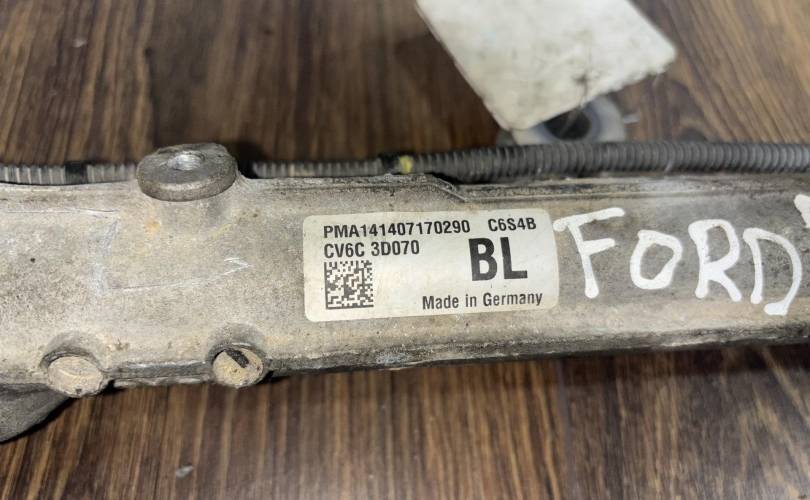 PMA141407170290 C6S4B
CV6C 3D070
BL
Made in Germany
FORD